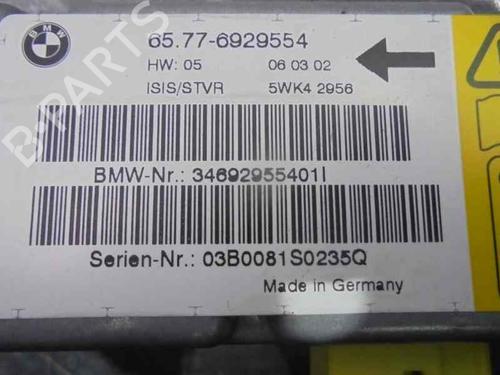 BMW
65.77-6929554
HW: 05 06 03 02
ISIS/STVR 5WK4 2956
BMW-Nr.: 34692955401I
Serien-Nr.: 03B0081S0235Q
Made in Germany
B-PARTS